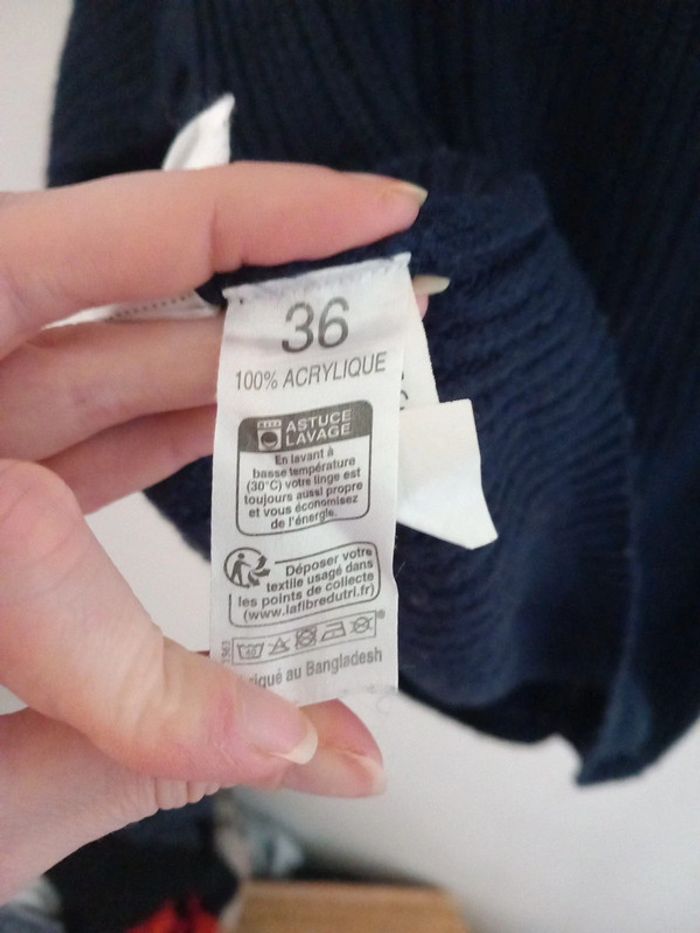 36
100% ACRYLIQUE
ASTUCE
LAVAGE
En lavant à
basse température
(30°C) votre linge est
toujours aussi propre
et vous économisez
de l'énergie.
Déposer votre
textile usagé dans
les points de collecte
(www.lafibredutri.fr)
40
®
au Bangladesh